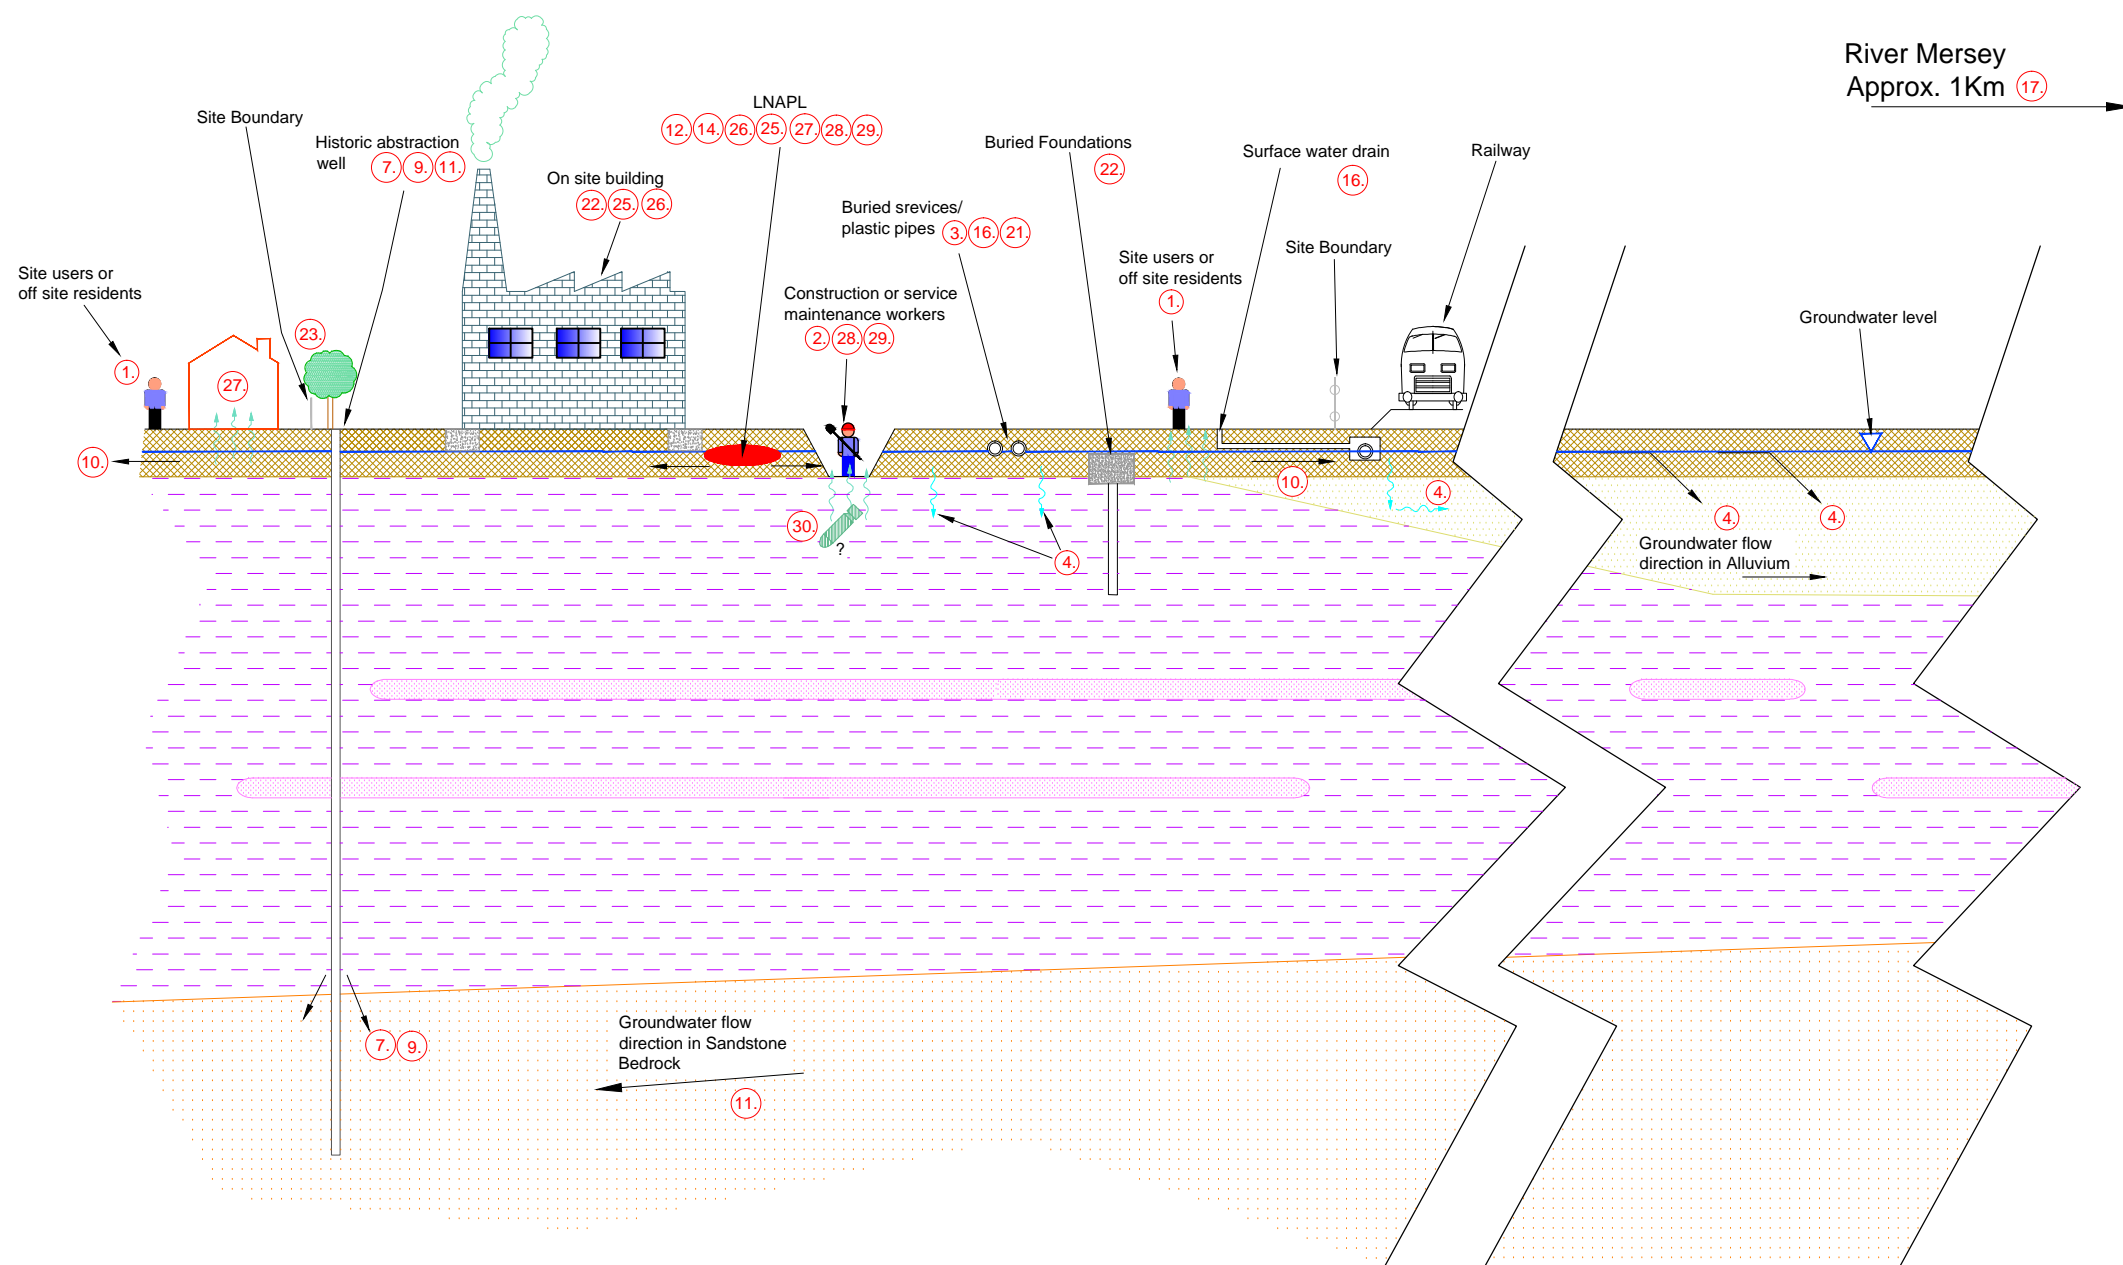 River Mersey
Approx. 1Km 17.
LNAPL
12. 14. 26. 25. 27. 28. 29.
Site Boundary
Historic abstraction
well 7. 9. 11.
Buried Foundations
22.
Surface water drain
16.
Railway
On site building
22. 25. 26.
Buried srevices/
plastic pipes 3. 16. 21.
Site users or
off site residents
1.
Site Boundary
Site users or
off site residents
1.
Construction or service
maintenance workers
2. 28. 29.
Groundwater level
23.
27.
10.
10.
4.
30.
?
4.
4.
4.
Groundwater flow
direction in Alluvium
7. 9.
Groundwater flow
direction in Sandstone
Bedrock
11.